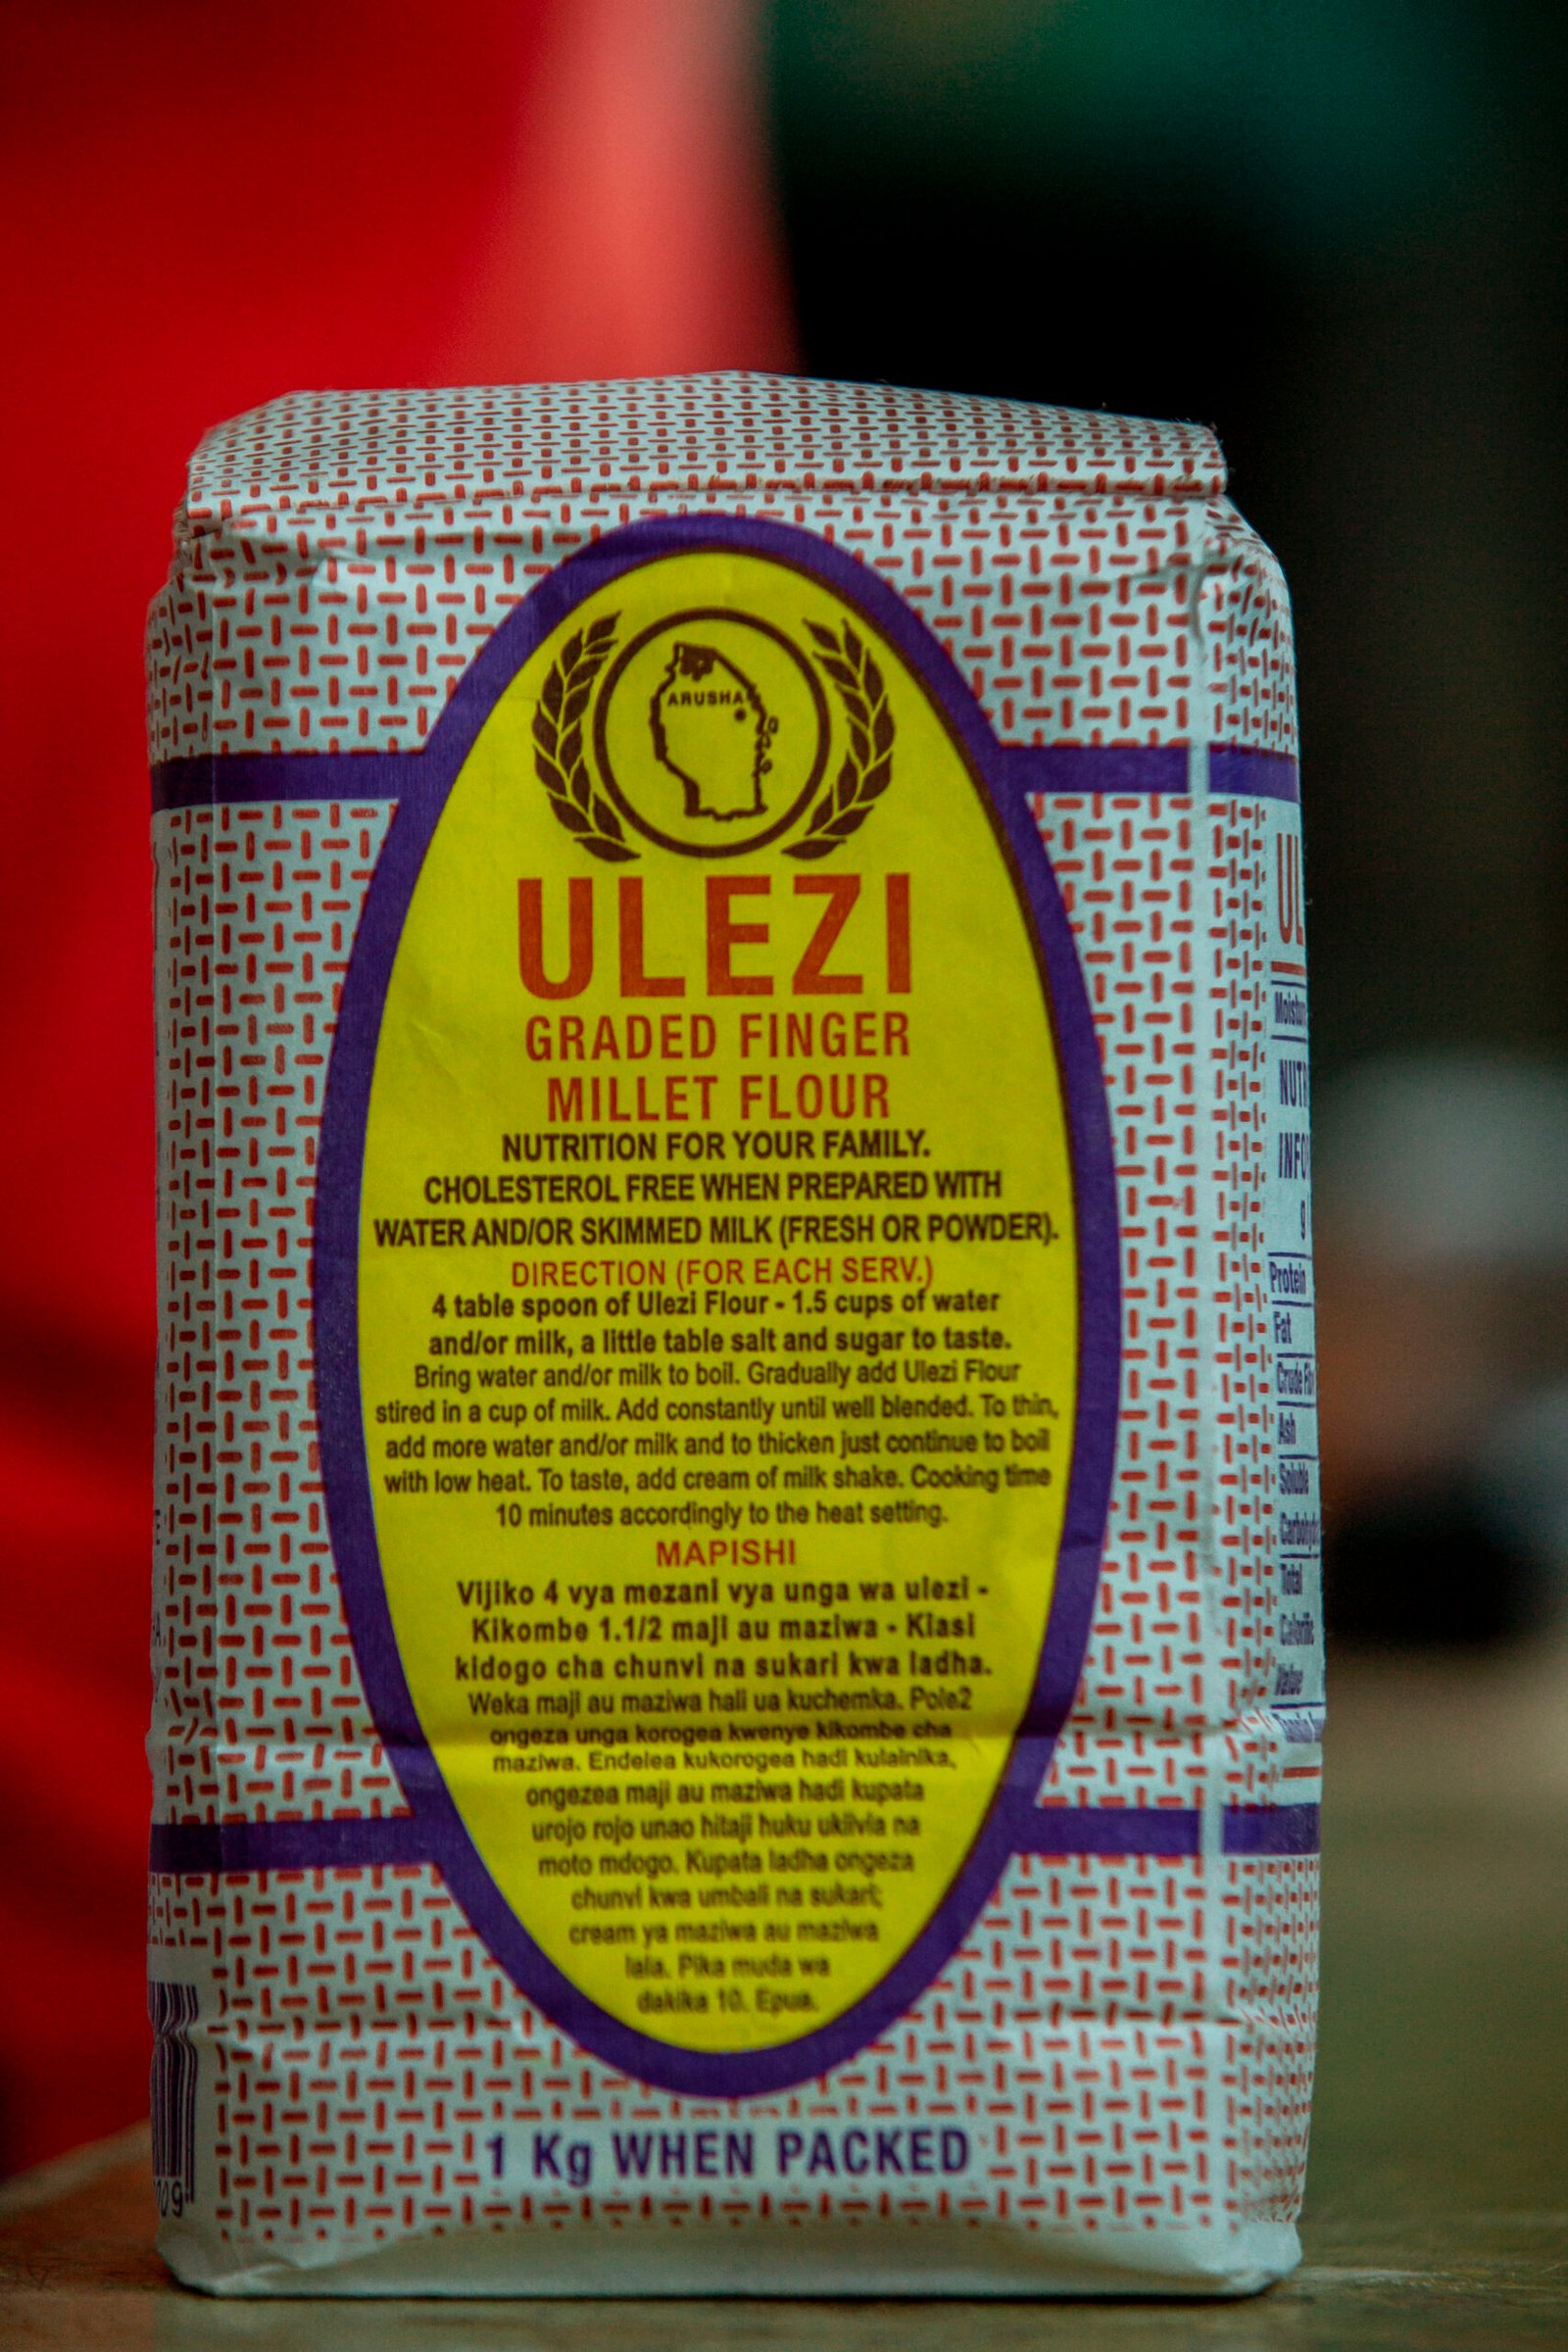 ARUSHA
ULEZI
GRADED FINGER
MILLET FLOUR
NUTRITION FOR YOUR FAMILY.
CHOLESTEROL FREE WHEN PREPARED WITH
WATER AND/OR SKIMMED MILK (FRESH OR POWDER).
DIRECTION (FOR EACH SERV.)
4 table spoon of Ulezi Flour - 1.5 cups of water
and/or milk, a little table salt and sugar to taste.
Bring water and/or milk to boil. Gradually add Ulezi Flour
stired in a cup of milk. Add constantly until well blended. To thin,
add more water and/or milk and to thicken just continue to boil
with low heat. To taste, add cream of milk shake. Cooking time
10 minutes accordingly to the heat setting.
MAPISHI
Vijiko 4 vya mezani vya unga wa ulezi -
Kikombe 1.1/2 maji au maziwa - Kiasi
kidogo cha chunvi na sukari kwa ladha.
Weka maji au maziwa hali ua kuchemka. Pole2
ongeza unga korogea kwenye kikombe cha
maziwa. Endelea kukorogea hadi kulainika,
ongezea maji au maziwa hadi kupata
urojo rojo unao hitaji huku ukiivia na
moto mdogo. Kupata ladha ongeza
chunvi kwa umbali na sukari;
cream ya maziwa au maziwa
lala. Pika muda wa
dakika 10. Epua.
1 Kg WHEN PACKED
UL
NUTR
INFO
g
Protein
Fat
Ash
Soluble
Total